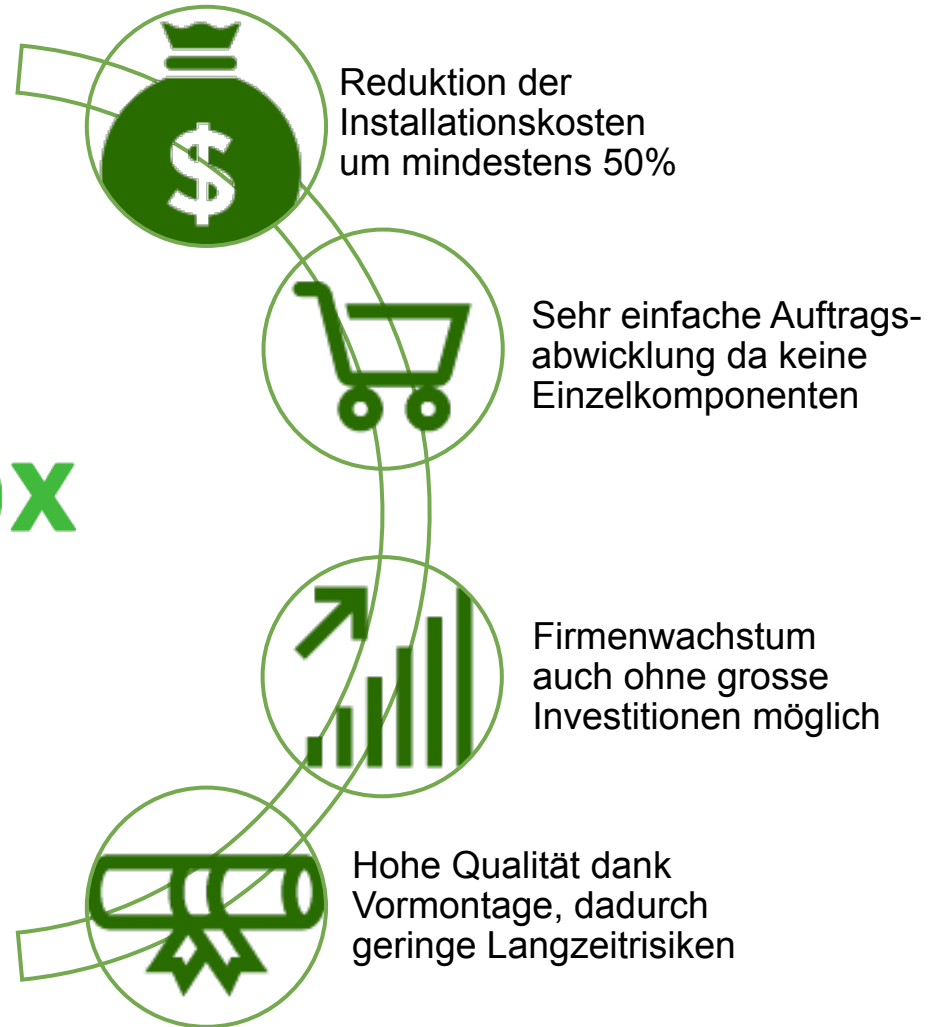 Reduktion der
Installationskosten
um mindestens 50%
Sehr einfache Auftrags-
abwicklung da keine
Einzelkomponenten
x
Firmenwachstum
auch ohne grosse
Investitionen möglich
Hohe Qualität dank
Vormontage, dadurch
geringe Langzeitrisiken